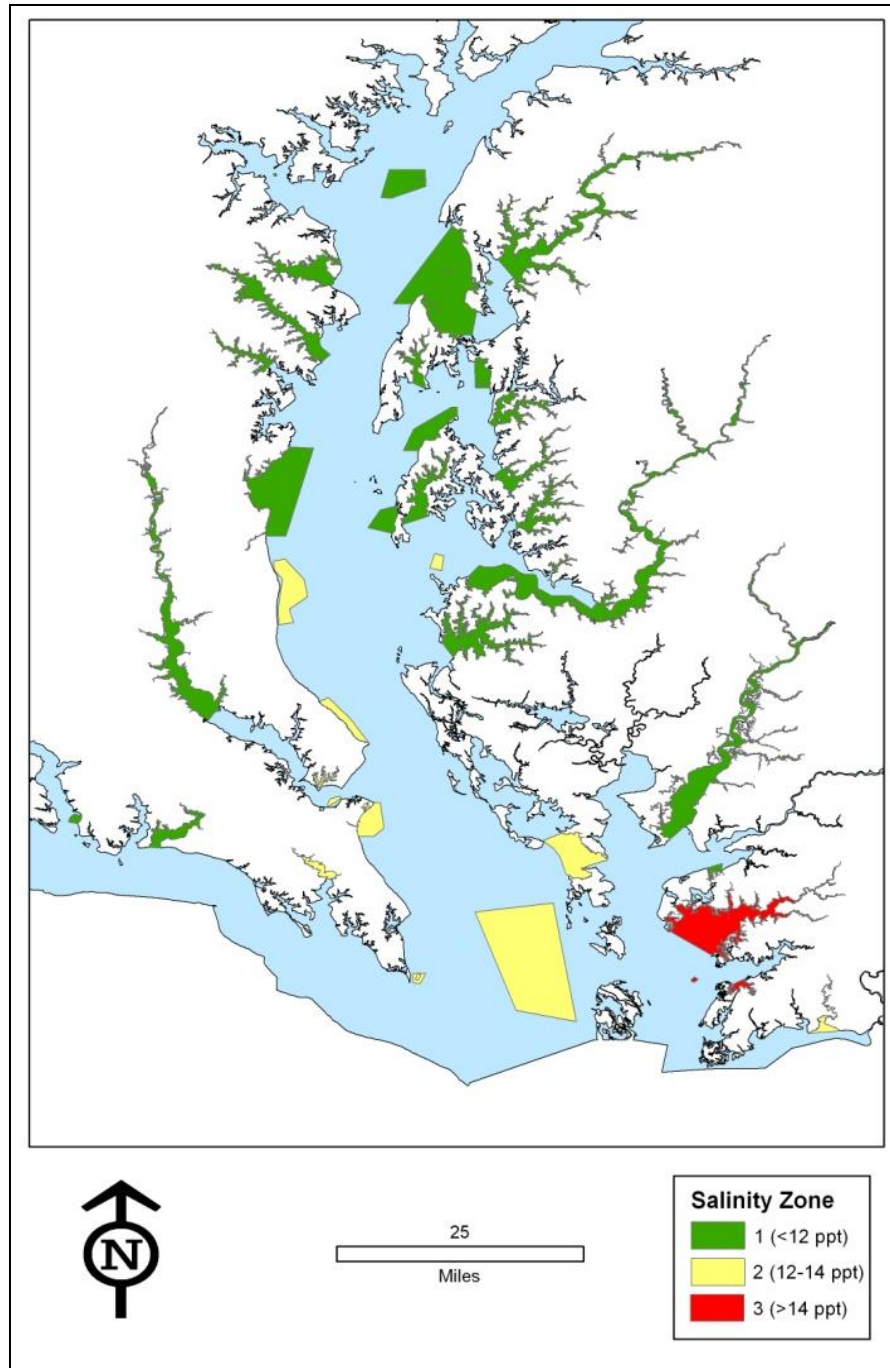 N
25
Miles
Salinity Zone
1 (<12 ppt)
2 (12-14 ppt)
3 (>14 ppt)